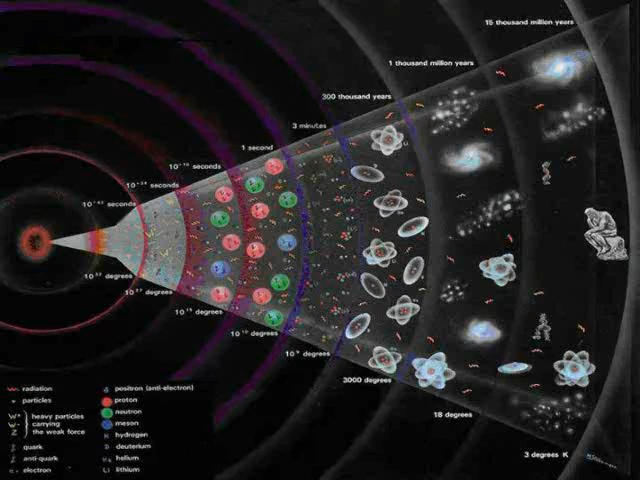 15 thousand million years
1 thousand million years
300 thousand years
3 minutes
1 second
10⁻¹⁰ seconds
10⁻³⁴ seconds
10⁻⁴³ seconds
10³² degrees
10²⁷ degrees
10¹⁵ degrees
10¹⁰ degrees
10⁹ degrees
3000 degrees
18 degrees
3 degrees K
radiation
particles
W+
W-
Z
heavy particles
carrying
the weak force
quark
anti-quark
e- electron
positron (anti-electron)
proton
neutron
meson
H hydrogen
D deuterium
He helium
Li lithium